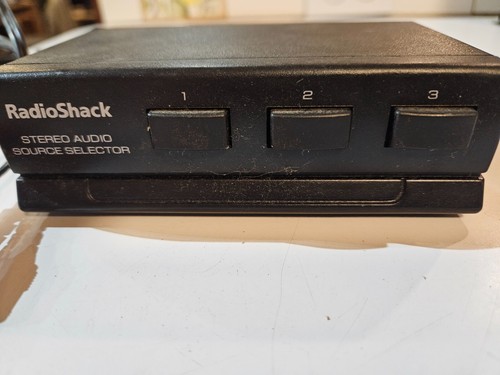 1 2 3
RadioShack
STEREO AUDIO
SOURCE SELECTOR